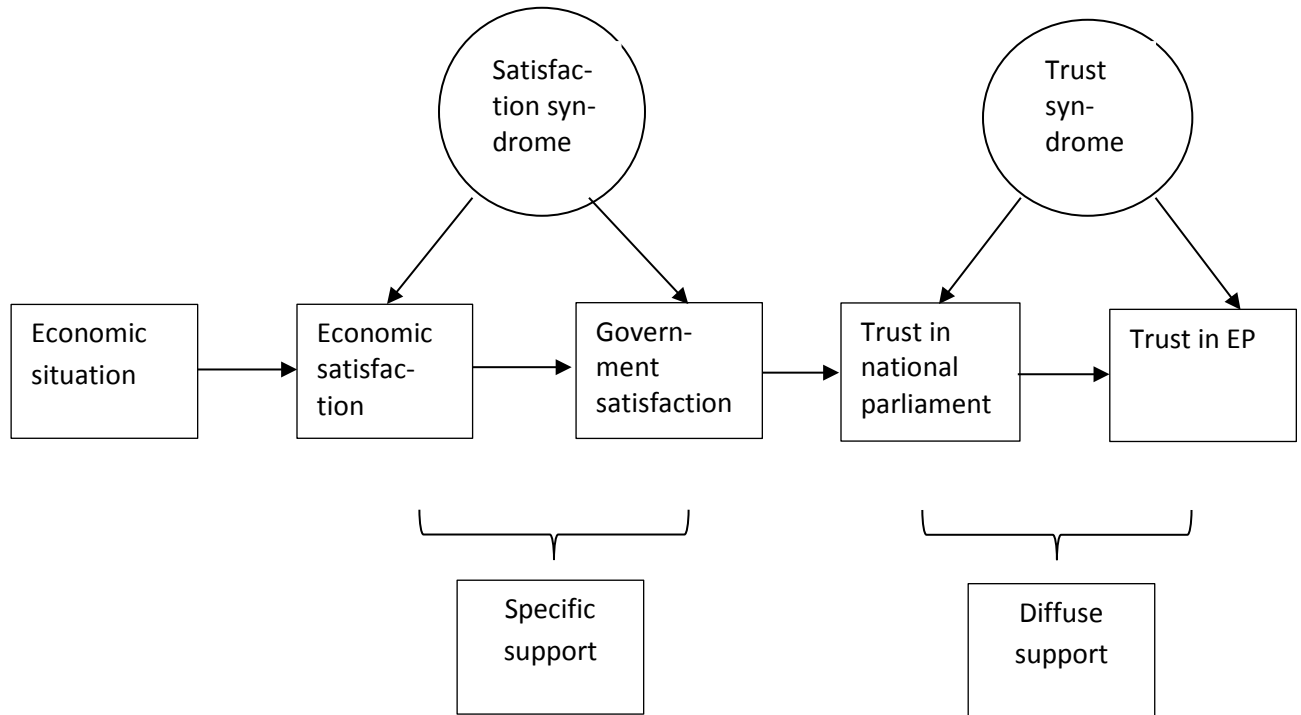 Satisfac-
tion syn-
drome
Trust
syn-
drome
Economic
situation
Economic
satisfac-
tion
Govern-
ment
satisfaction
Trust in
national
parliament
Trust in EP
Specific
support
Diffuse
support